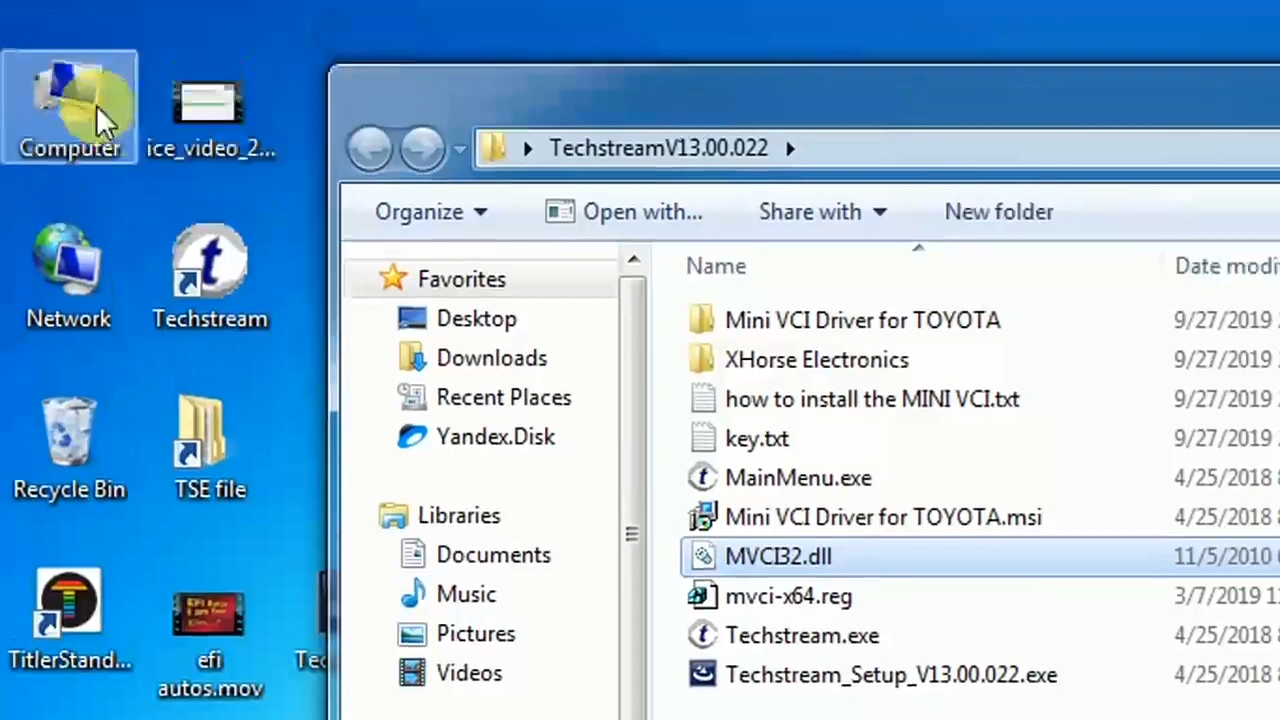 Computer
ice_video_2...
Network
Techstream
Recycle Bin
TSE file
TitlerStand...
efi
autos.mov
TechstreamV13.00.022
Organize
Open with...
Share with
New folder
Favorites
Desktop
Downloads
Recent Places
Yandex.Disk
Libraries
Documents
Music
Pictures
Videos
Name
Date modi
Mini VCI Driver for TOYOTA
9/27/2019
XHorse Electronics
9/27/2019
how to install the MINI VCI.txt
9/27/2019
key.txt
9/27/2019
MainMenu.exe
4/25/2018
Mini VCI Driver for TOYOTA.msi
4/25/2018
MVCI32.dll
11/5/2010
mvci-x64.reg
3/7/2019
Techstream.exe
4/25/2018
Techstream_Setup_V13.00.022.exe
4/25/2018